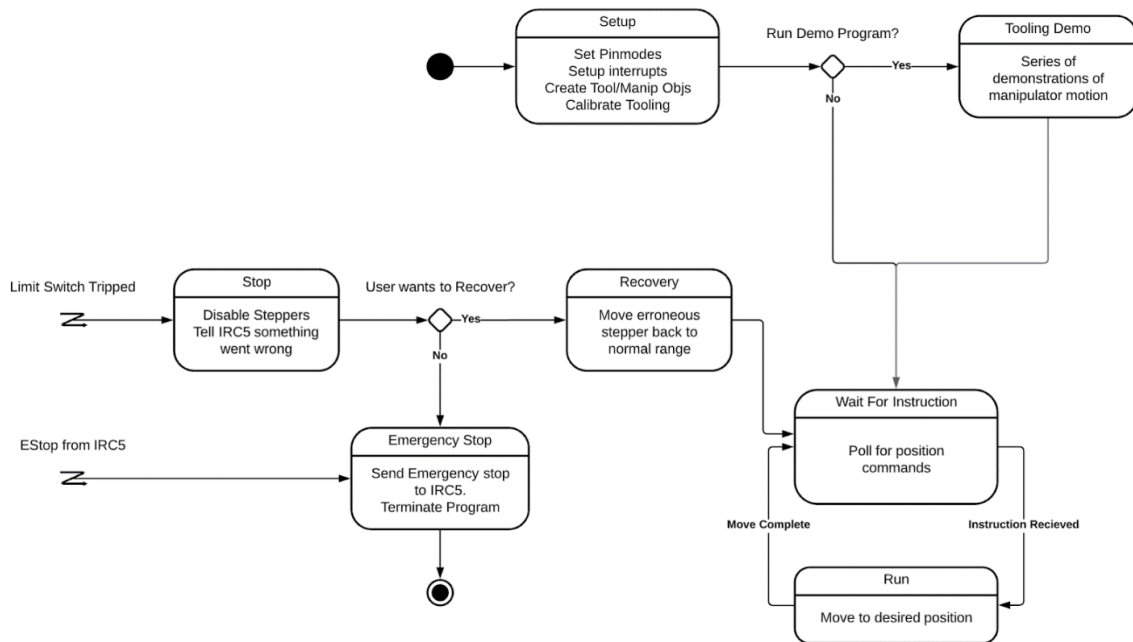 Setup
Set Pinmodes
Setup interrupts
Create Tool/Manip Objs
Calibrate Tooling
Run Demo Program?
Yes
No
Tooling Demo
Series of
demonstrations of
manipulator motion
Limit Switch Tripped
Stop
Disable Steppers
Tell IRC5 something
went wrong
User wants to Recover?
Yes
No
Recovery
Move erroneous
stepper back to
normal range
Wait For Instruction
Poll for position
commands
EStop from IRC5
Emergency Stop
Send Emergency stop
to IRC5.
Terminate Program
Move Complete
Instruction Recieved
Run
Move to desired position